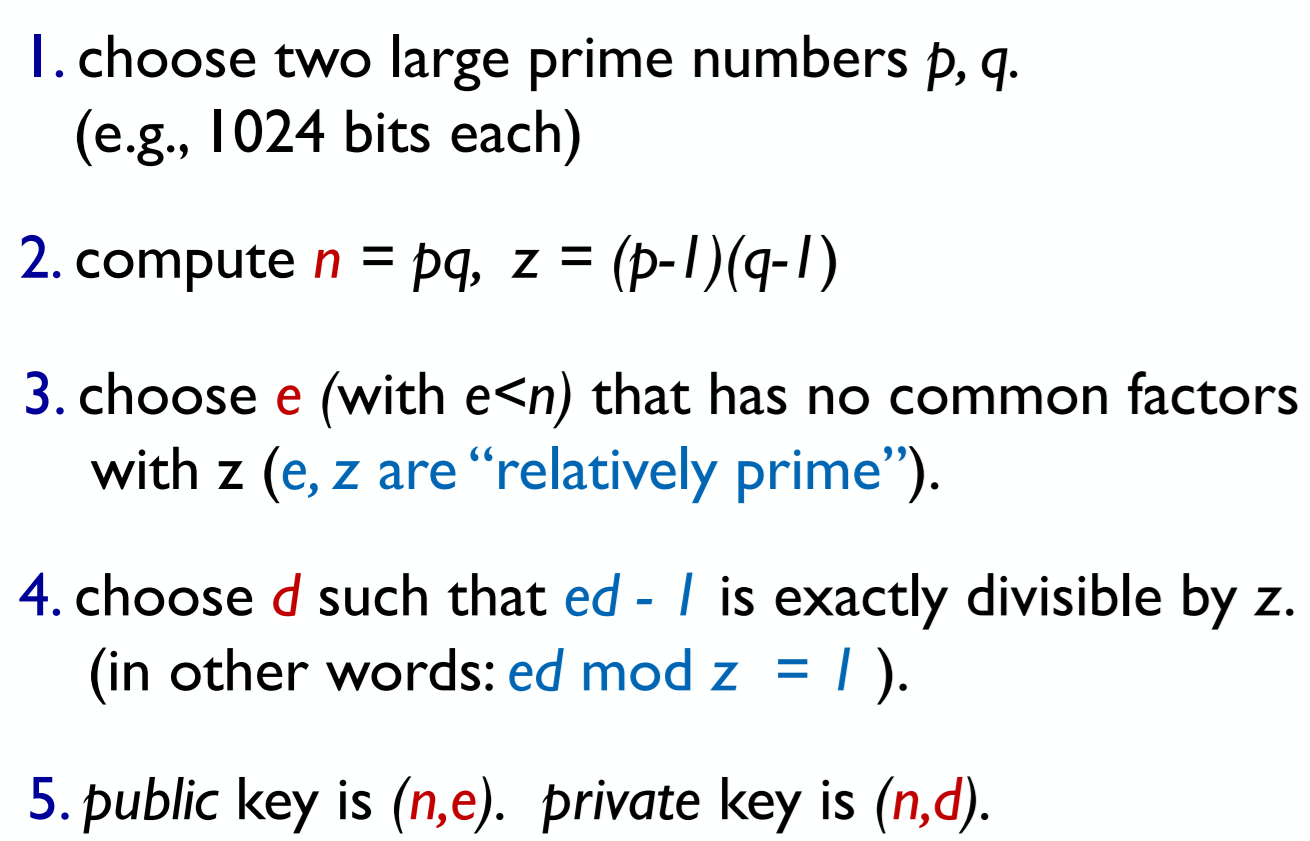 1. choose two large prime numbers p, q.
(e.g., 1024 bits each)
2. compute n = pq, z = (p-1)(q-1)
3. choose e (with e<n) that has no common factors
with z (e, z are “relatively prime”).
4. choose d such that ed - 1 is exactly divisible by z.
(in other words: ed mod z = 1 ).
5. public key is (n,e). private key is (n,d).